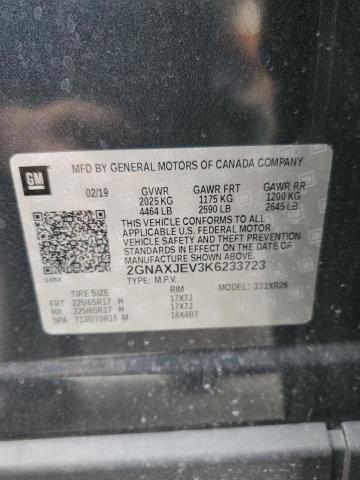 MFD BY GENERAL MOTORS OF CANADA COMPANY
GM
02/19 GVWR GAWR FRT GAWR RR
2025 KG 1175 KG 1200 KG
4464 LB 2590 LB 2645 LB
THIS VEHICLE CONFORMS TO ALL
APPLICABLE U.S. FEDERAL MOTOR
VEHICLE SAFETY AND THEFT PREVENTION
STANDARDS IN EFFECT ON THE DATE OF
MANUFACTURE SHOWN ABOVE.
2GNAXJEV3K6233723
TYPE: M.P.V. MODEL: 331XR26
TIRE SIZE RIM
FRT 225/65R17 H 17X7J
RR 225/65R17 H 17X7J
SPA T135/70R16 M 16X4BT